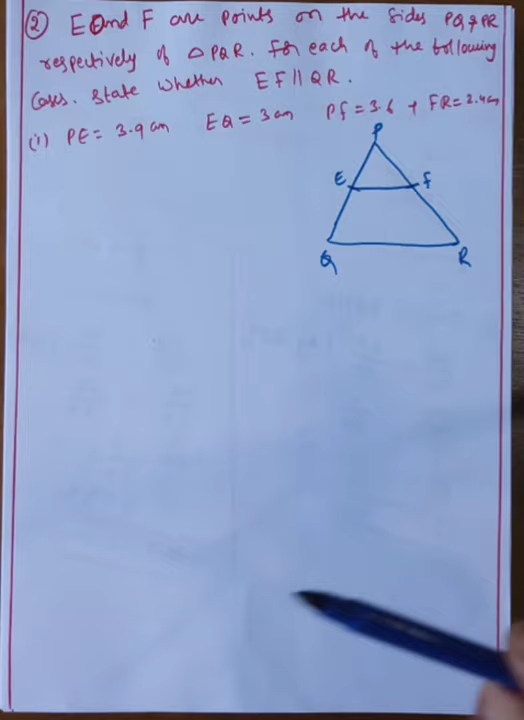 ② E and F are points on the sides PQ & PR
respectively of △ PQR. For each of the following
Cases. State whether EF || QR.
(i) PE = 3.9 cm EQ = 3 cm PF = 3.6 + FR = 2.4 cm
P
E F
Q R